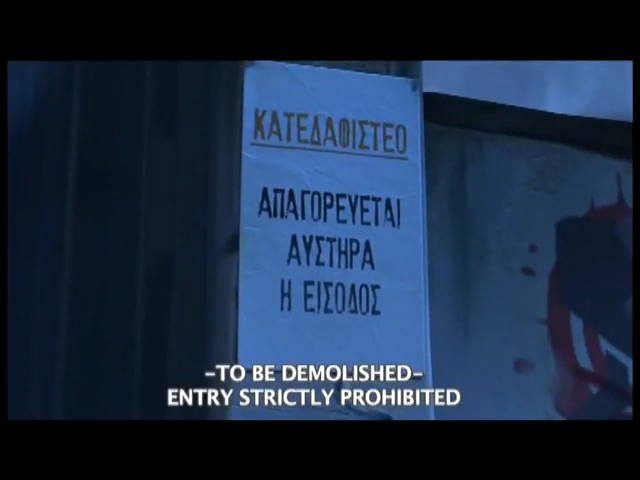 ΚΑΤΕΔΑΦΙΣΤΕΟ
ΑΠΑΓΟΡΕΥΕΤΑΙ
ΑΥΣΤΗΡΑ
Η ΕΙΣΟΔΟΣ
-TO BE DEMOLISHED-
ENTRY STRICTLY PROHIBITED